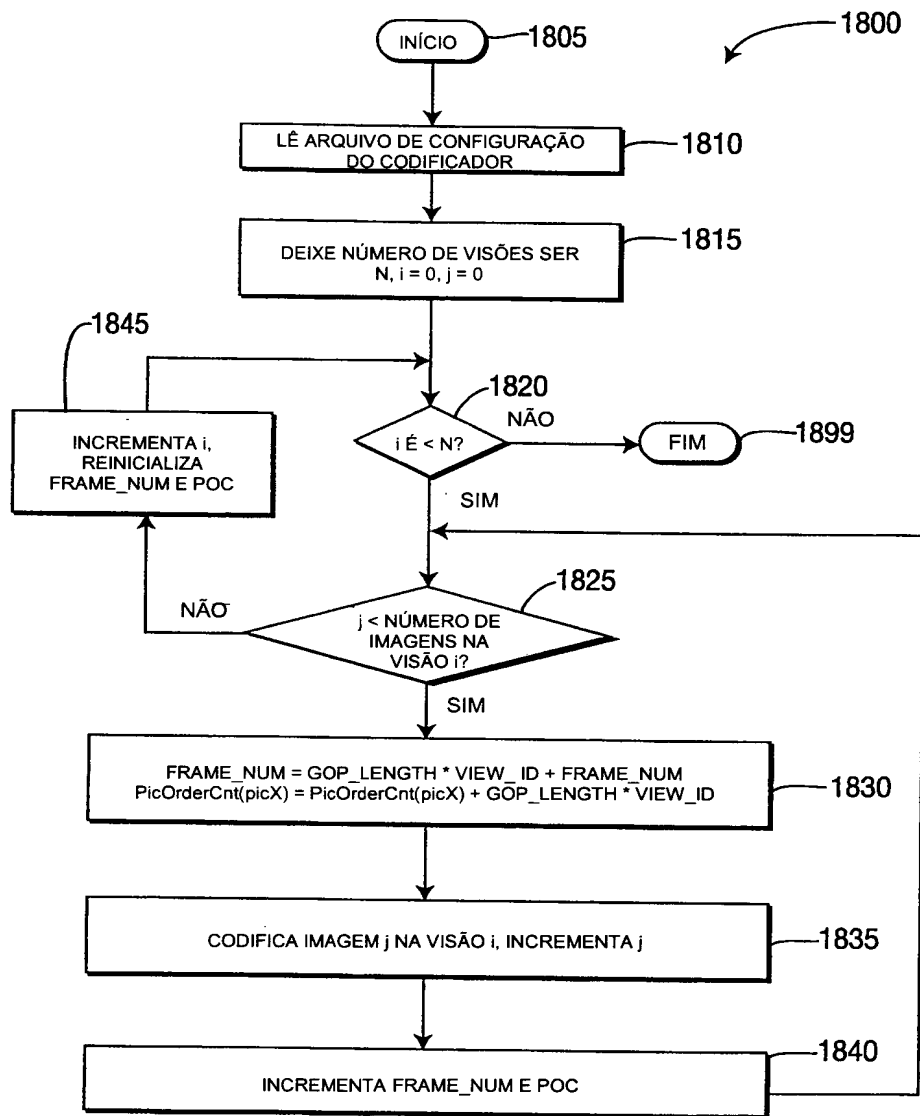 1800
INÍCIO
1805
LÊ ARQUIVO DE CONFIGURAÇÃO
DO CODIFICADOR
1810
DEIXE NÚMERO DE VISÕES SER
N, i = 0, j = 0
1815
1845
INCREMENTA i,
REINICIALIZA
FRAME_NUM E POC
1820
i É < N?
NÃO
FIM
1899
SIM
1825
NÃO
j < NÚMERO DE
IMAGENS NA
VISÃO i?
SIM
FRAME_NUM = GOP_LENGTH * VIEW_ID + FRAME_NUM
PicOrderCnt(picX) = PicOrderCnt(picX) + GOP_LENGTH * VIEW_ID
1830
CODIFICA IMAGEM j NA VISÃO i, INCREMENTA j
1835
INCREMENTA FRAME_NUM E POC
1840